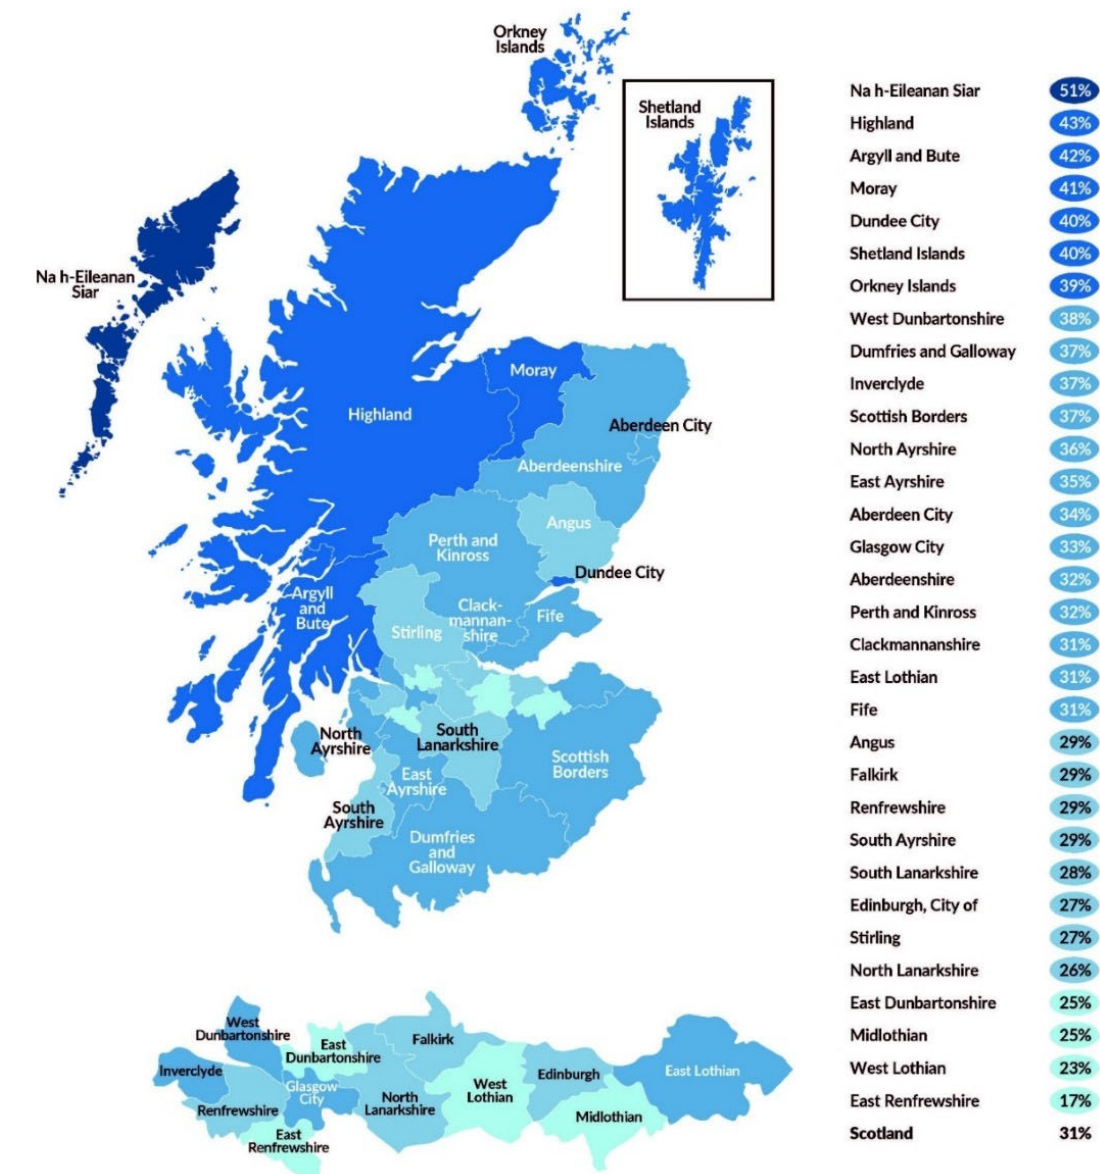 Orkney
Islands
Shetland
Islands
Na h-Eileanan
Siar
Moray
Highland
Aberdeen City
Aberdeenshire
Angus
Perth and
Kinross
Dundee City
Argyll
and
Bute
Clack-
mannan-
shire
Fife
Stirling
North
Ayrshire
South
Lanarkshire
Scottish
Borders
East
Ayrshire
South
Ayrshire
Dumfries
and
Galloway
West
Dunbartonshire
East
Dunbartonshire
Falkirk
Inverclyde
Glasgow
City
Renfrewshire
North
Lanarkshire
West
Lothian
Edinburgh
East Lothian
Midlothian
East
Renfrewshire
Na h-Eileanan Siar 51%
Highland 43%
Argyll and Bute 42%
Moray 41%
Dundee City 40%
Shetland Islands 40%
Orkney Islands 39%
West Dunbartonshire 38%
Dumfries and Galloway 37%
Inverclyde 37%
Scottish Borders 37%
North Ayrshire 36%
East Ayrshire 35%
Aberdeen City 34%
Glasgow City 33%
Aberdeenshire 32%
Perth and Kinross 32%
Clackmannanshire 31%
East Lothian 31%
Fife 31%
Angus 29%
Falkirk 29%
Renfrewshire 29%
South Ayrshire 29%
South Lanarkshire 28%
Edinburgh, City of 27%
Stirling 27%
North Lanarkshire 26%
East Dunbartonshire 25%
Midlothian 25%
West Lothian 23%
East Renfrewshire 17%
Scotland 31%